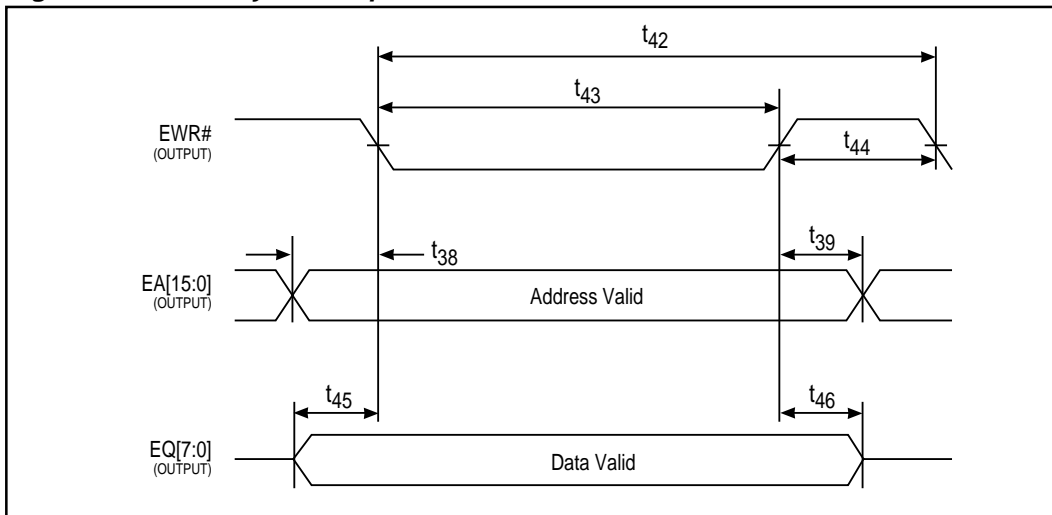 t42
t43
EWR#
(OUTPUT)
t44
t38
t39
EA[15:0]
(OUTPUT)
Address Valid
t45
t46
EQ[7:0]
(OUTPUT)
Data Valid